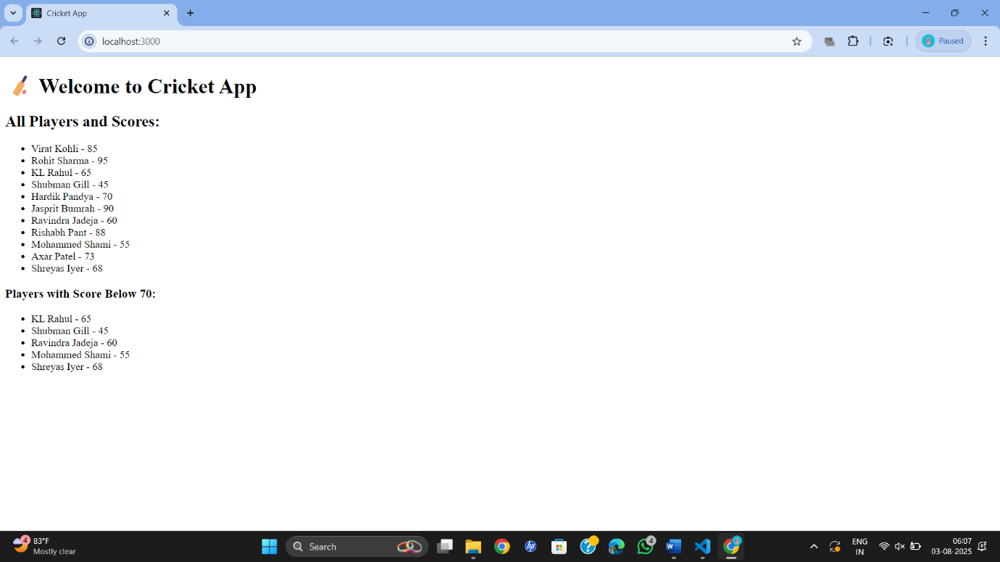 Cricket App
localhost:3000
Paused
Welcome to Cricket App
All Players and Scores:
Virat Kohli - 85
Rohit Sharma - 95
KL Rahul - 65
Shubman Gill - 45
Hardik Pandya - 70
Jasprit Bumrah - 90
Ravindra Jadeja - 60
Rishabh Pant - 88
Mohammed Shami - 55
Axar Patel - 73
Shreyas Iyer - 68
Players with Score Below 70:
KL Rahul - 65
Shubman Gill - 45
Ravindra Jadeja - 60
Mohammed Shami - 55
Shreyas Iyer - 68
4
83°F
Mostly clear
Search
hp
?
4
W
ENG
IN
06:07
03-08-2025